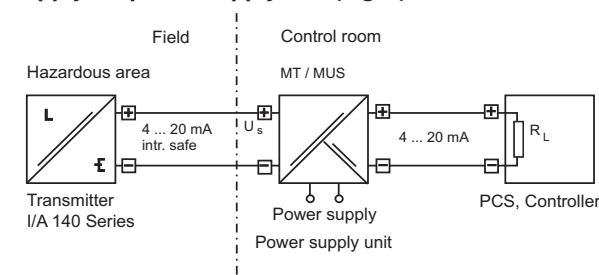 Field
Control room
Hazardous area
MT / MUS
L
+
+
+
+
4 ... 20 mA
intr. safe
U s
4 ... 20 mA
R L
E
−
−
−
−
Transmitter
I/A 140 Series
Power supply
Power supply unit
PCS, Controller